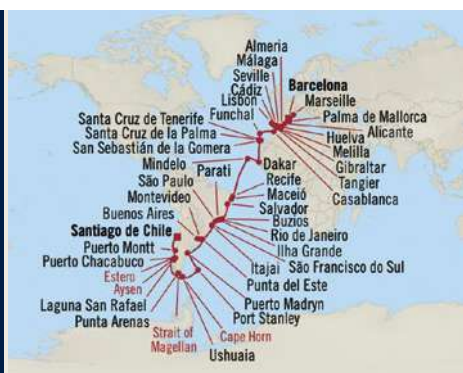 Almeria
Málaga
Seville
Cádiz
Lisbon
Funchal
Barcelona
Marseille
Palma de Mallorca
Alicante
Huelva
Melilla
Gibraltar
Tangier
Casablanca
Santa Cruz de Tenerife
Santa Cruz de la Palma
San Sebastián de la Gomera
Mindelo
Dakar
Parati
Recife
São Paulo
Maceió
Montevideo
Salvador
Buenos Aires
Buzios
Santiago de Chile
Rio de Janeiro
Puerto Montt
Ilha Grande
Puerto Chacabuco
Itajai
São Francisco do Sul
Estero
Aysen
Punta del Este
Laguna San Rafael
Puerto Madryn
Punta Arenas
Port Stanley
Strait of
Magellan
Cape Horn
Ushuaia